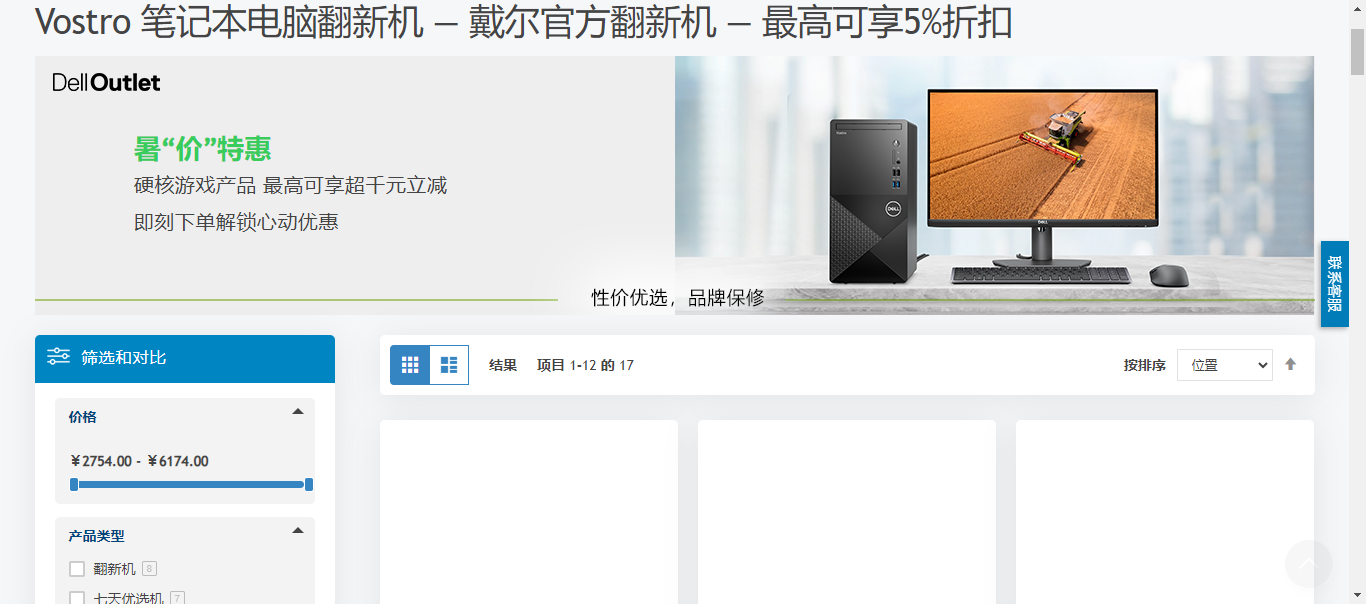 Vostro 笔记本电脑翻新机 — 戴尔官方翻新机 — 最高可享5%折扣
DellOutlet
暑“价”特惠
硬核游戏产品 最高可享超千元立减
即刻下单解锁心动优惠
性价优选，品牌保修
联系客服
筛选和对比
结果 项目 1-12 的 17
按排序 位置
价格
¥2754.00 - ¥6174.00
产品类型
翻新机 8
七天优选机 7